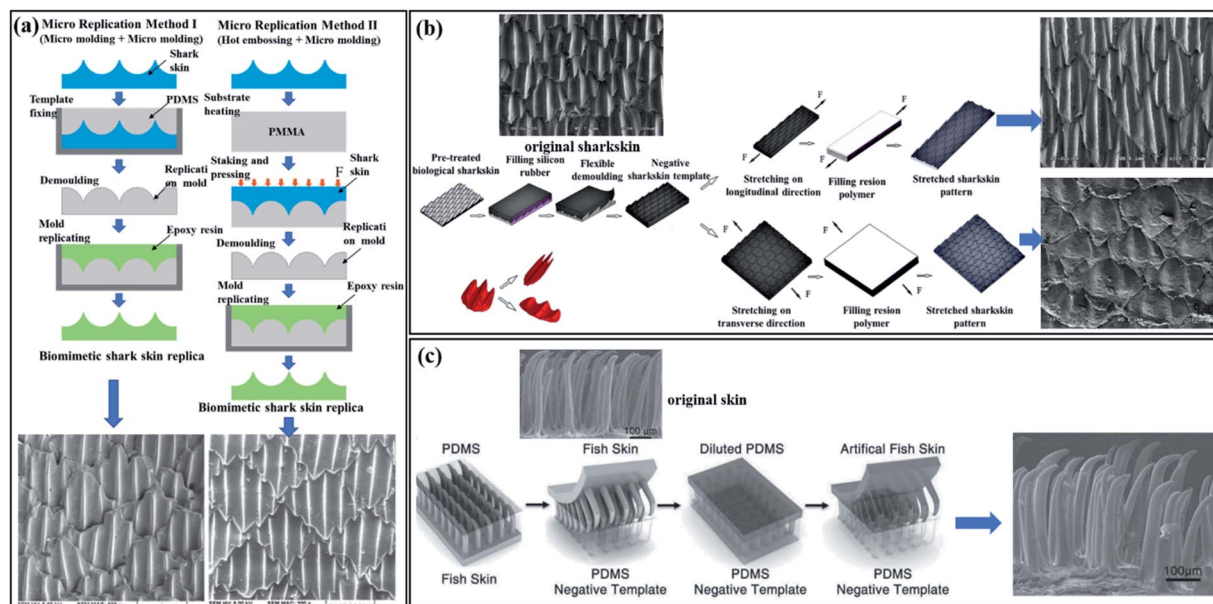 (a)
Micro Replication Method I
(Micro molding + Micro molding)
Shark
skin
Template
fixing
PDMS
Demoulding
Replicati
on mold
Mold
replicating
Epoxy resin
Biomimetic shark skin replica
Micro Replication Method II
(Hot embossing + Micro molding)
Substrate
heating
PMMA
Staking and
pressing
F
Shark
skin
Demoulding
Replicati
on mold
Mold
replicating
Epoxy resin
Biomimetic shark skin replica
(b)
original sharkskin
Pre-treated
biological sharkskin
Filling silicon
rubber
Flexible
demoulding
Negative
sharkskin template
F
F
Stretching on
longitudinal direction
F
F
Filling resion
polymer
Stretched sharkskin
pattern
F
F
Stretching on
transverse direction
F
F
Filling resion
polymer
Stretched sharkskin
pattern
(c)
100 μm
original skin
PDMS
Fish Skin
Fish Skin
PDMS
Negative Template
Diluted PDMS
PDMS
Negative Template
Artifical Fish Skin
PDMS
Negative Template
100μm